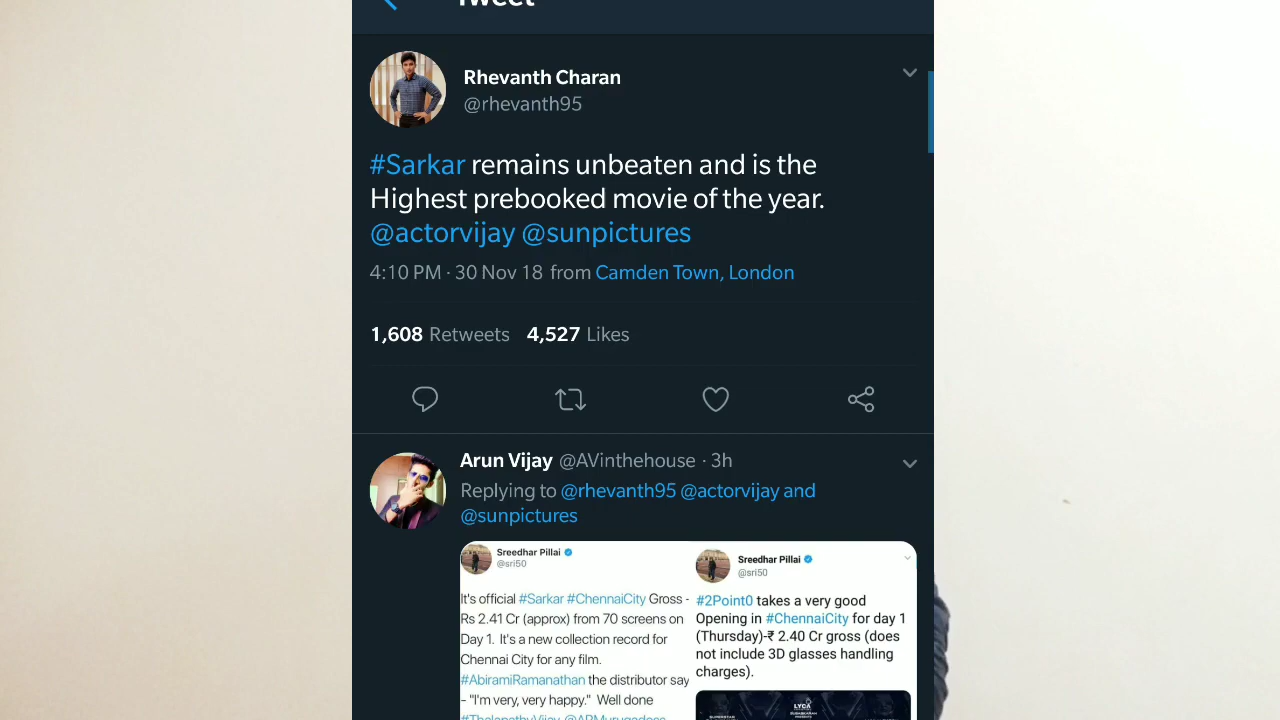 Tweet
Rhevanth Charan
@rhevanth95
#Sarkar remains unbeaten and is the
Highest prebooked movie of the year.
@actorvijay @sunpictures
4:10 PM · 30 Nov 18 from Camden Town, London
1,608 Retweets 4,527 Likes
Arun Vijay @AVinthehouse · 3h
Replying to @rhevanth95 @actorvijay and
@sunpictures
Sreedhar Pillai
@sri50
It's official #Sarkar #ChennaiCity Gross -
Rs 2.41 Cr (approx) from 70 screens on
Day 1. It's a new collection record for
Chennai City for any film.
#AbiramiRamanathan the distributor say
- "I'm very, very happy." Well done
#ThalapathyVijay @ARMurugadoss
Sreedhar Pillai
@sri50
#2Point0 takes a very good
Opening in #ChennaiCity for day 1
(Thursday)-₹ 2.40 Cr gross (does
not include 3D glasses handling
charges).
LYCA